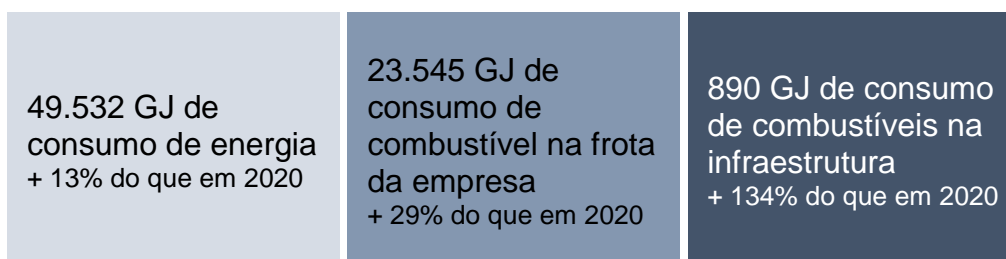 49.532 GJ de
consumo de energia
+ 13% do que em 2020
23.545 GJ de
consumo de
combustível na frota
da empresa
+ 29% do que em 2020
890 GJ de consumo
de combustíveis na
infraestrutura
+ 134% do que em 2020